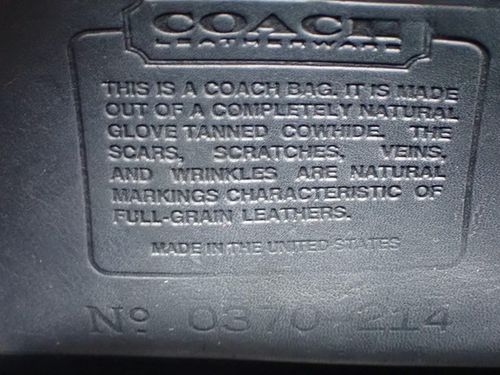 COACH
LEATHERWARE
THIS IS A COACH BAG. IT IS MADE
OUT OF A COMPLETELY NATURAL
GLOVE TANNED COWHIDE. THE
SCARS, SCRATCHES, VEINS,
AND WRINKLES ARE NATURAL
MARKINGS CHARACTERISTIC OF
FULL-GRAIN LEATHERS.
MADE IN THE UNITED STATES
No 0370-214